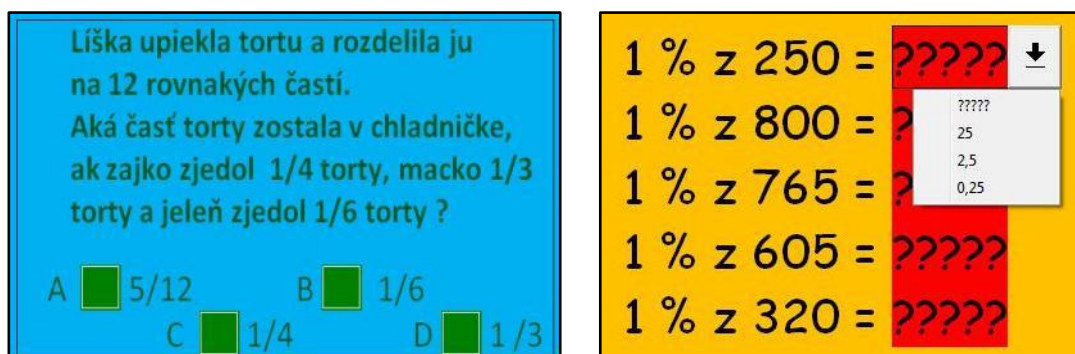 Líška upiekla tortu a rozdelila ju
na 12 rovnakých častí.
Aká časť torty zostala v chladničke,
ak zajko zjedol 1/4 torty, macko 1/3
torty a jeleň zjedol 1/6 torty ?
A 5/12 B 1/6
C 1/4 D 1/3
1 % z 250 = ?????
?????
25
2,5
0,25
1 % z 800 = ?
1 % z 765 = ?
1 % z 605 = ?????
1 % z 320 = ?????